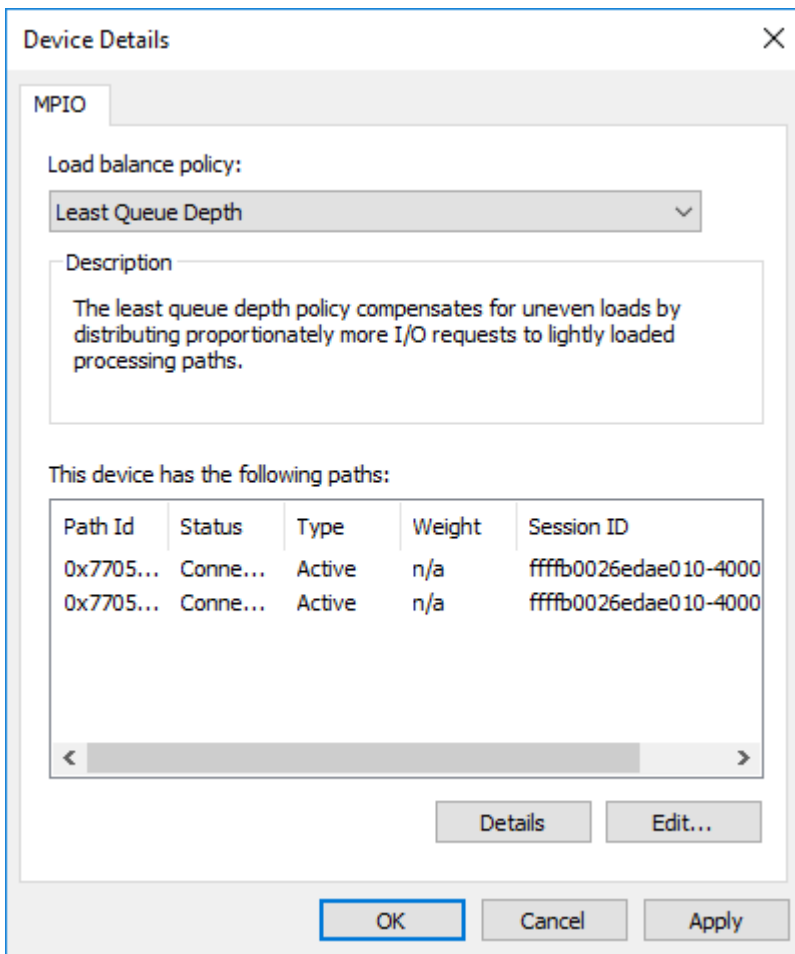 Device Details
MPIO
Load balance policy:
Least Queue Depth
Description
The least queue depth policy compensates for uneven loads by
distributing proportionately more I/O requests to lightly loaded
processing paths.
This device has the following paths:
Path Id Status Type Weight Session ID
0x7705... Conne... Active n/a ffffb0026edae010-4000
0x7705... Conne... Active n/a ffffb0026edae010-4000
Details Edit...
OK Cancel Apply